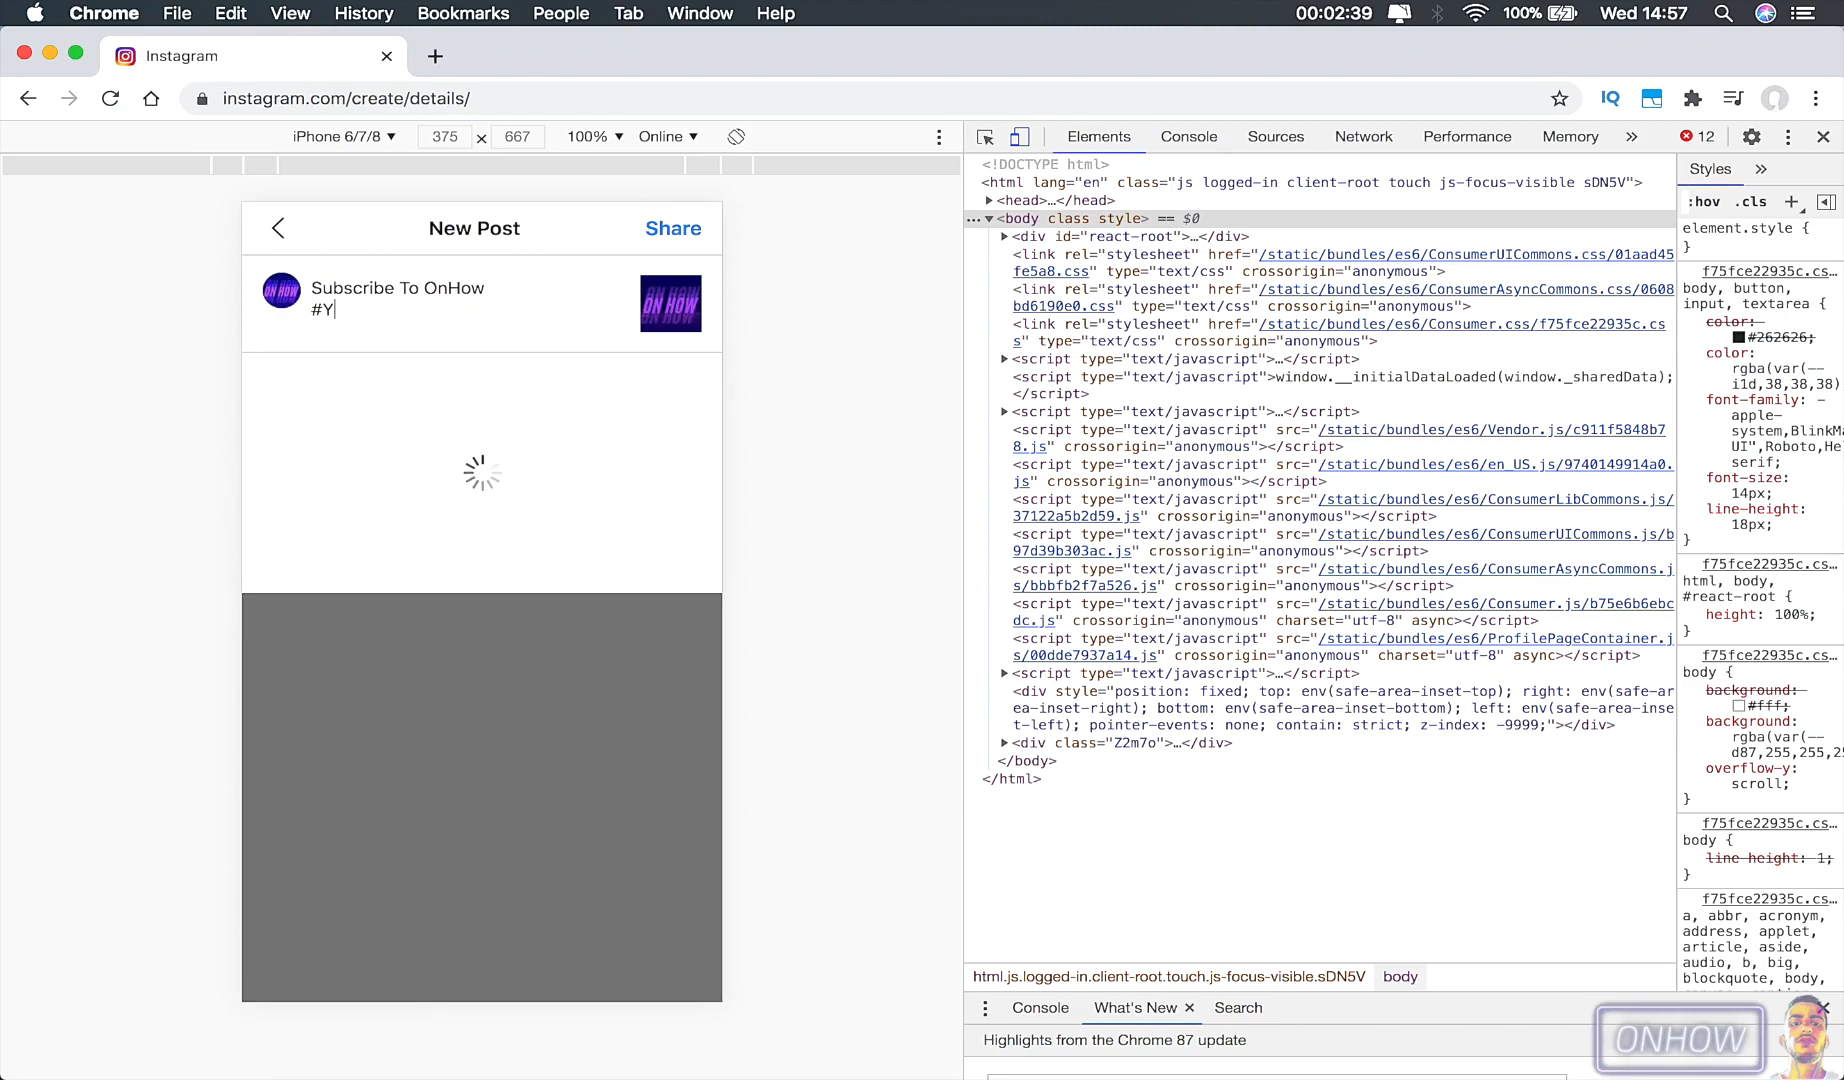 Chrome File Edit View History Bookmarks People Tab Window Help 00:02:39 100% Wed 14:57
Instagram
instagram.com/create/details/
IQ
iPhone 6/7/8 ▼ 375 x 667 100% ▼ Online ▼
New Post
Share
Subscribe To OnHow
#Y
ON HOW
Elements Console Sources Network Performance Memory » 12
<!DOCTYPE html>
<html lang="en" class="js logged-in client-root touch js-focus-visible sDN5V">
▶<head>…</head>
…▼<body class style> == $0
▶<div id="react-root">…</div>
<link rel="stylesheet" href="/static/bundles/es6/ConsumerUICommons.css/01aad45
fe5a8.css" type="text/css" crossorigin="anonymous">
<link rel="stylesheet" href="/static/bundles/es6/ConsumerAsyncCommons.css/0608
bd6190e0.css" type="text/css" crossorigin="anonymous">
<link rel="stylesheet" href="/static/bundles/es6/Consumer.css/f75fce22935c.cs
s" type="text/css" crossorigin="anonymous">
▶<script type="text/javascript">…</script>
<script type="text/javascript">window.__initialDataLoaded(window._sharedData);
</script>
▶<script type="text/javascript">…</script>
<script type="text/javascript" src="/static/bundles/es6/Vendor.js/c911f5848b7
8.js" crossorigin="anonymous"></script>
<script type="text/javascript" src="/static/bundles/es6/en_US.js/9740149914a0.
js" crossorigin="anonymous"></script>
<script type="text/javascript" src="/static/bundles/es6/ConsumerLibCommons.js/
37122a5b2d59.js" crossorigin="anonymous"></script>
<script type="text/javascript" src="/static/bundles/es6/ConsumerUICommons.js/b
97d39b303ac.js" crossorigin="anonymous"></script>
<script type="text/javascript" src="/static/bundles/es6/ConsumerAsyncCommons.j
s/bbbfb2f7a526.js" crossorigin="anonymous"></script>
<script type="text/javascript" src="/static/bundles/es6/Consumer.js/b75e6b6ebc
dc.js" crossorigin="anonymous" charset="utf-8" async></script>
<script type="text/javascript" src="/static/bundles/es6/ProfilePageContainer.j
s/00dde7937a14.js" crossorigin="anonymous" charset="utf-8" async></script>
▶<script type="text/javascript">…</script>
<div style="position: fixed; top: env(safe-area-inset-top); right: env(safe-ar
ea-inset-right); bottom: env(safe-area-inset-bottom); left: env(safe-area-inse
t-left); pointer-events: none; contain: strict; z-index: -9999;"></div>
▶<div class="Z2m7o">…</div>
</body>
</html>
html.js.logged-in.client-root.touch.js-focus-visible.sDN5V body
Console What's New × Search
Highlights from the Chrome 87 update
Styles »
:hov .cls +
element.style {
}
f75fce22935c.cs…
body, button,
input, textarea {
color:
#262626;
color:
rgba(var(--
i1d,38,38,38)
font-family: -
apple-
system,BlinkMa
UI",Roboto,He
serif;
font-size:
14px;
line-height:
18px;
}
f75fce22935c.cs…
html, body,
#react-root {
height: 100%;
}
f75fce22935c.cs…
body {
background:
#fff;
background:
rgba(var(--
d87,255,255,25
overflow-y:
scroll;
}
f75fce22935c.cs…
body {
line-height: 1;
}
f75fce22935c.cs…
a, abbr, acronym,
address, applet,
article, aside,
audio, b, big,
blockquote, body,
ONHOW